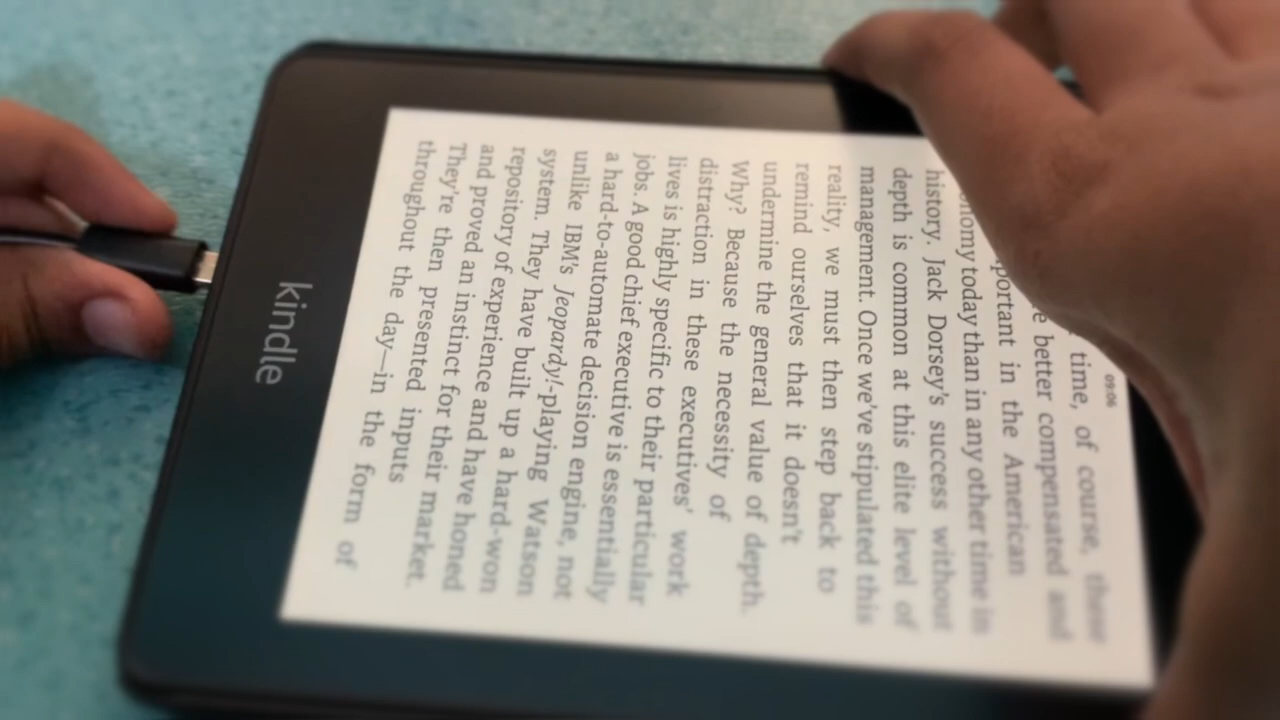 09:06
time, of course, these
better compensated and
important in the American
economy today than in any other time in
history. Jack Dorsey's success without
depth is common at this elite level of
management. Once we've stipulated this
reality, we must then step back to
remind ourselves that it doesn't
undermine the general value of depth.
Why? Because the necessity of
distraction in these executives' work
lives is highly specific to their particular
jobs. A good chief executive is essentially
a hard-to-automate decision engine, not
unlike IBM's Jeopardy!-playing Watson
system. They have built up a hard-won
repository of experience and have honed
and proved an instinct for their market.
They're then presented inputs
throughout the day—in the form of
kindle